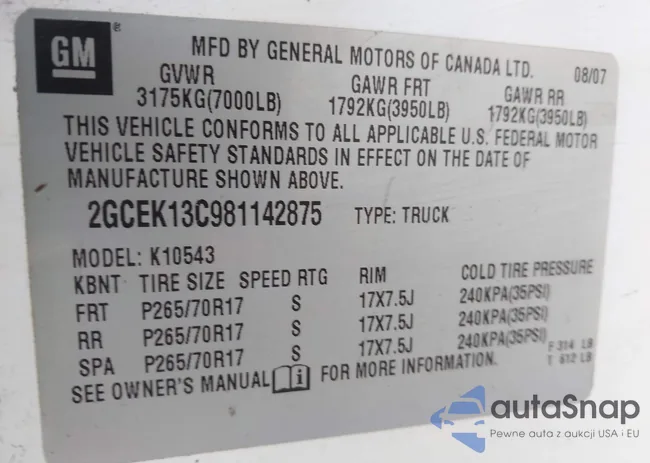 GM
MFD BY GENERAL MOTORS OF CANADA LTD. 08/07
GVWR GAWR FRT GAWR RR
3175KG(7000LB) 1792KG(3950LB) 1792KG(3950LB)
THIS VEHICLE CONFORMS TO ALL APPLICABLE U.S. FEDERAL MOTOR
VEHICLE SAFETY STANDARDS IN EFFECT ON THE DATE OF
MANUFACTURE SHOWN ABOVE.
2GCEK13C981142875 TYPE: TRUCK
MODEL: K10543
KBNT TIRE SIZE SPEED RTG RIM COLD TIRE PRESSURE
FRT P265/70R17 S 17X7.5J 240KPA(35PSI)
RR P265/70R17 S 17X7.5J 240KPA(35PSI)
SPA P265/70R17 S 17X7.5J 240KPA(35PSI)
F 314 LB
T 612 LB
SEE OWNER'S MANUAL i FOR MORE INFORMATION.
autaSnap
Pewne auta z aukcji USA i EU